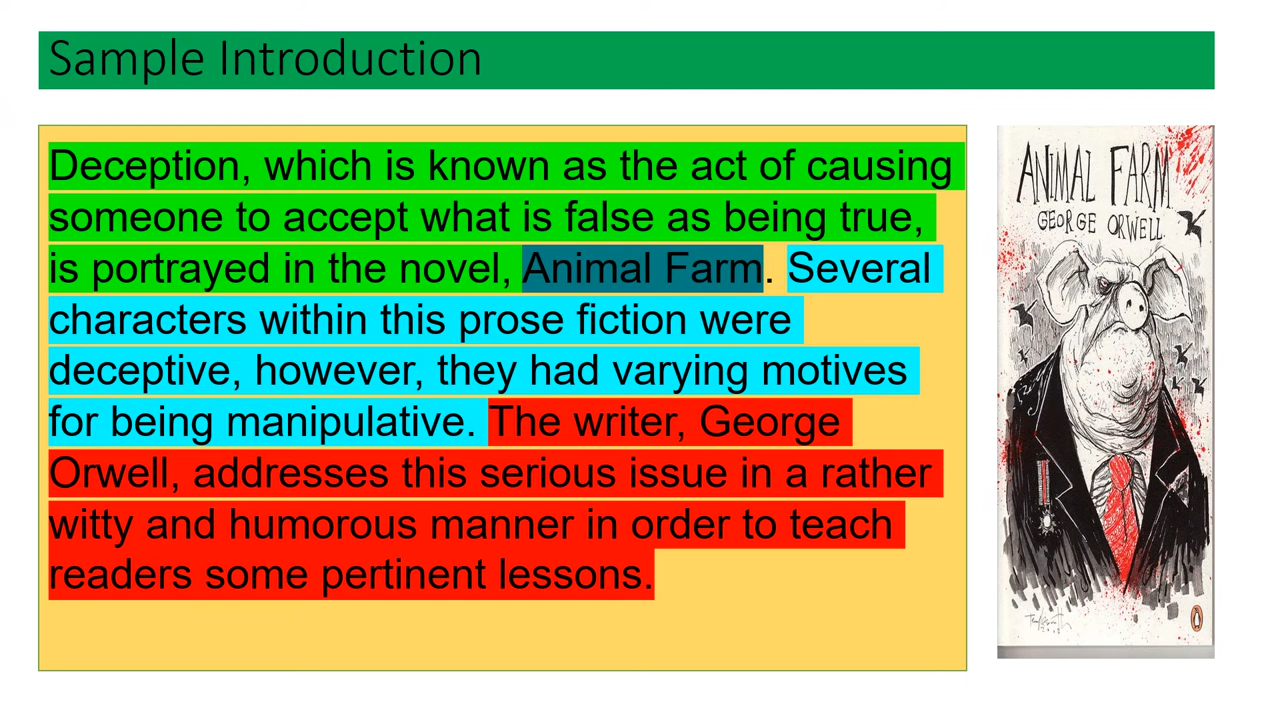 Sample Introduction
Deception, which is known as the act of causing
someone to accept what is false as being true,
is portrayed in the novel, Animal Farm. Several
characters within this prose fiction were
deceptive, however, they had varying motives
for being manipulative. The writer, George
Orwell, addresses this serious issue in a rather
witty and humorous manner in order to teach
readers some pertinent lessons.
ANIMAL FARM
GEORGE ORWELL